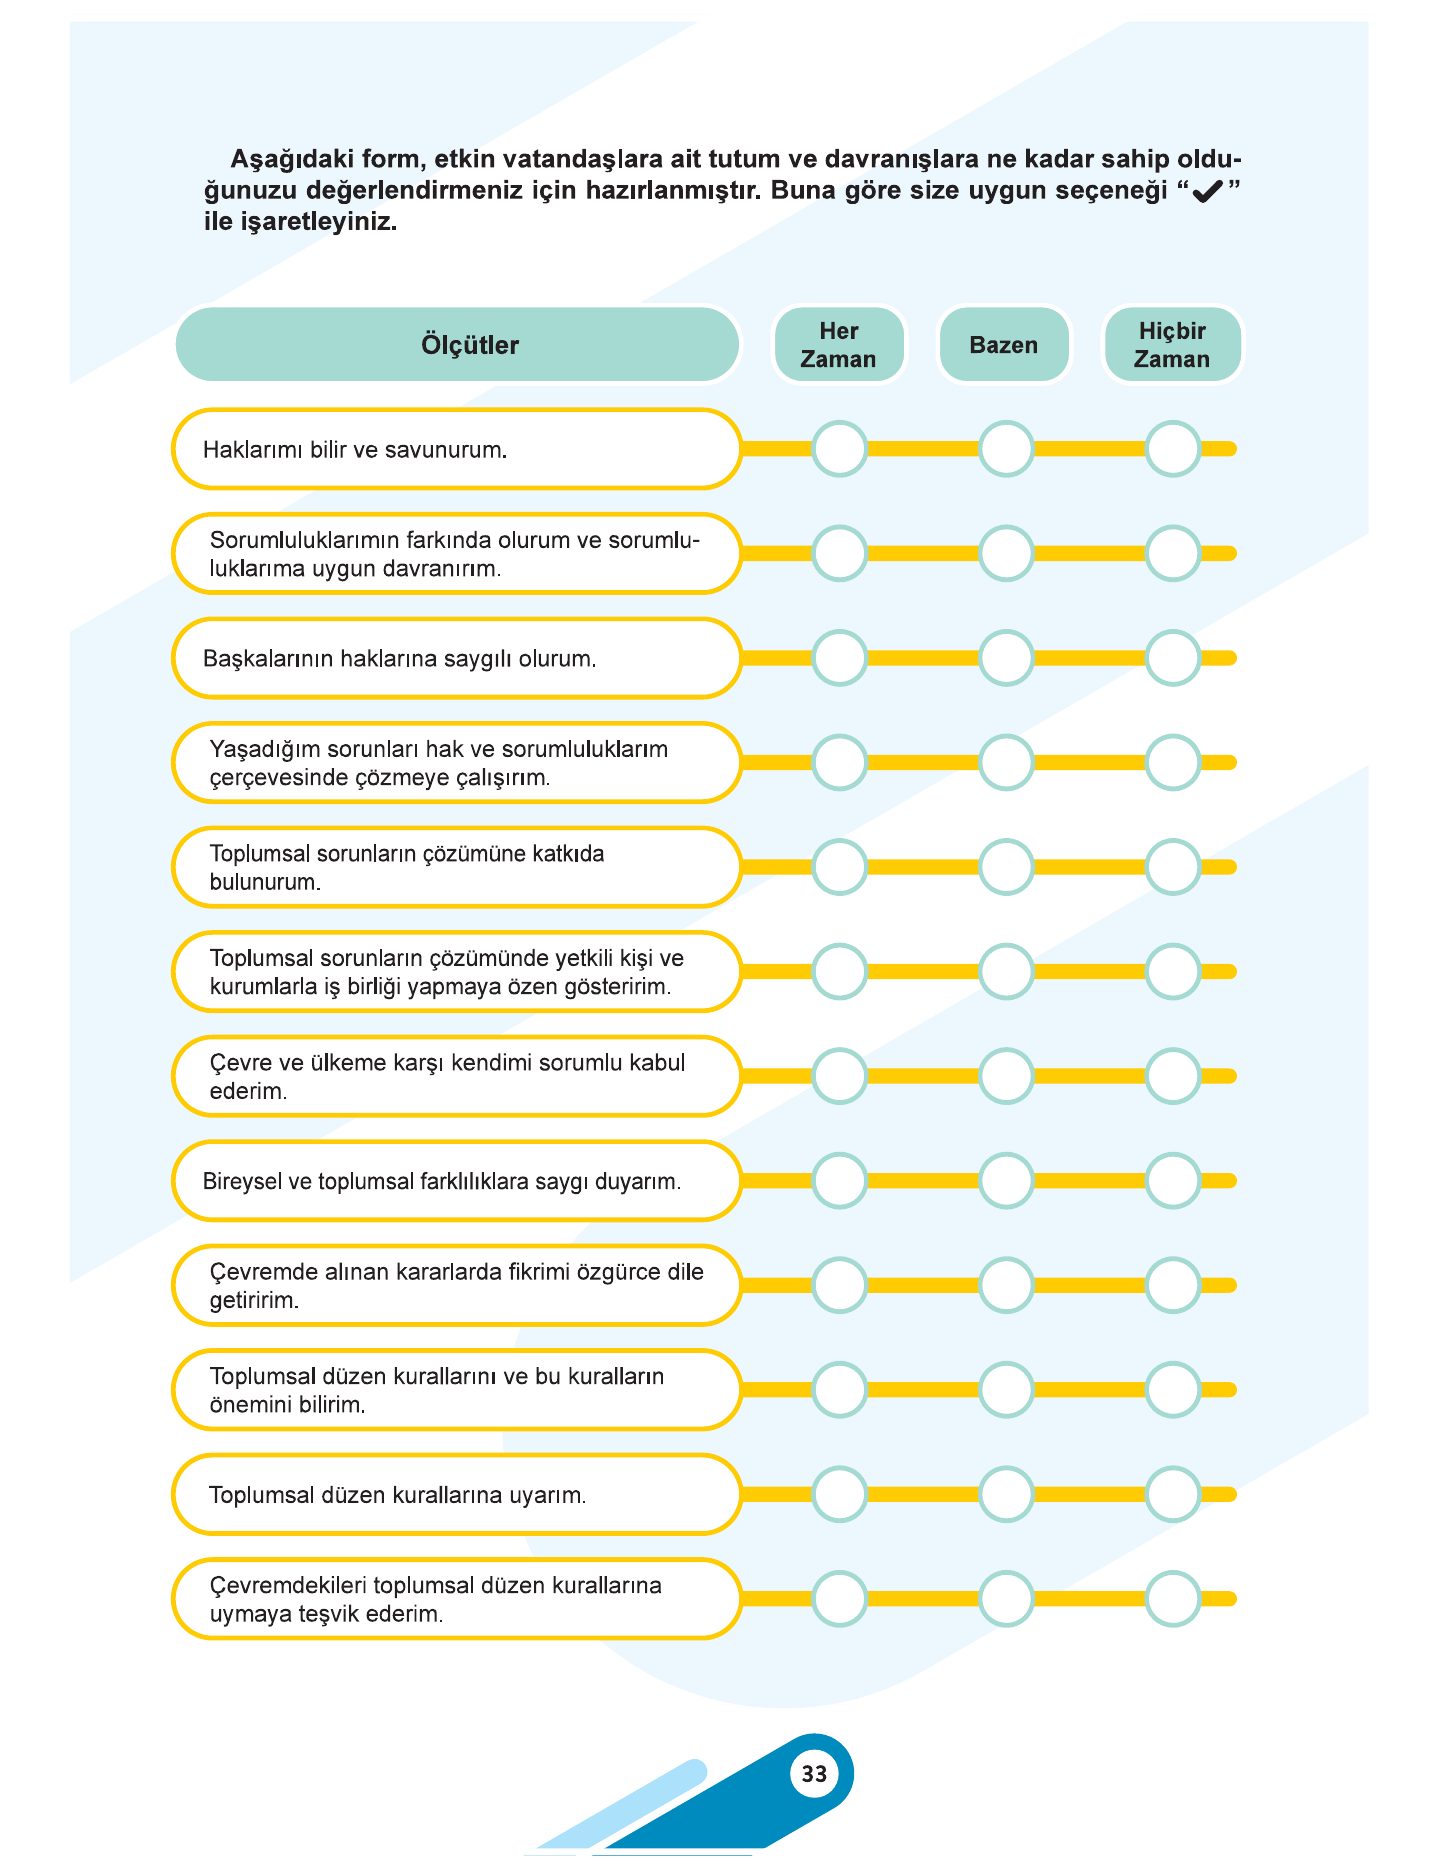 Aşağıdaki form, etkin vatandaşlara ait tutum ve davranışlara ne kadar sahip oldu-
ğunuzu değerlendirmeniz için hazırlanmıştır. Buna göre size uygun seçeneği “✔”
ile işaretleyiniz.
Ölçütler
Her
Zaman
Bazen
Hiçbir
Zaman
Haklarımı bilir ve savunurum.
Sorumluluklarımın farkında olurum ve sorumlu-
luklarıma uygun davranırım.
Başkalarının haklarına saygılı olurum.
Yaşadığım sorunları hak ve sorumluluklarım
çerçevesinde çözmeye çalışırım.
Toplumsal sorunların çözümüne katkıda
bulunurum.
Toplumsal sorunların çözümünde yetkili kişi ve
kurumlarla iş birliği yapmaya özen gösteririm.
Çevre ve ülkeme karşı kendimi sorumlu kabul
ederim.
Bireysel ve toplumsal farklılıklara saygı duyarım.
Çevremde alınan kararlarda fikrimi özgürce dile
getiririm.
Toplumsal düzen kurallarını ve bu kuralların
önemini bilirim.
Toplumsal düzen kurallarına uyarım.
Çevremdekileri toplumsal düzen kurallarına
uymaya teşvik ederim.
33